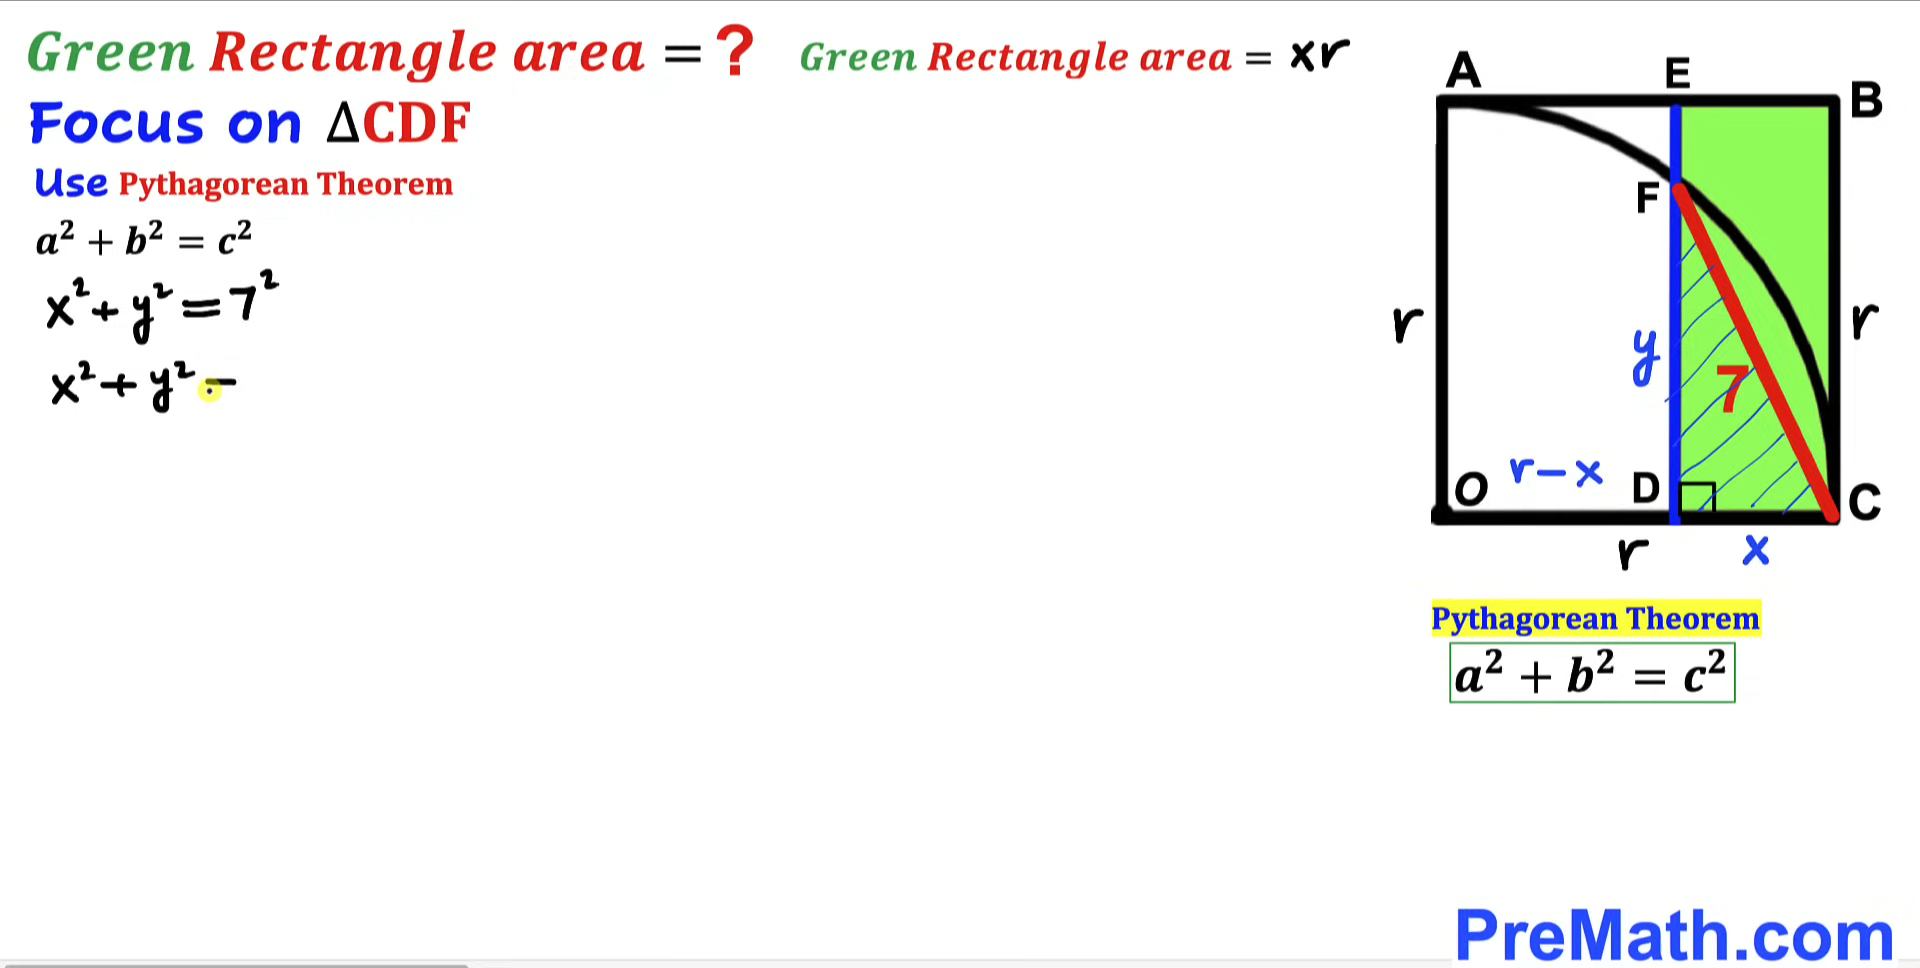 Green Rectangle area = ? Green Rectangle area = xr
Focus on ΔCDF
Use Pythagorean Theorem
a² + b² = c²
x² + y² = 7²
x² + y² =
A E B
F
r y 7 r
O r-x D C
r x
Pythagorean Theorem
a² + b² = c²
PreMath.com